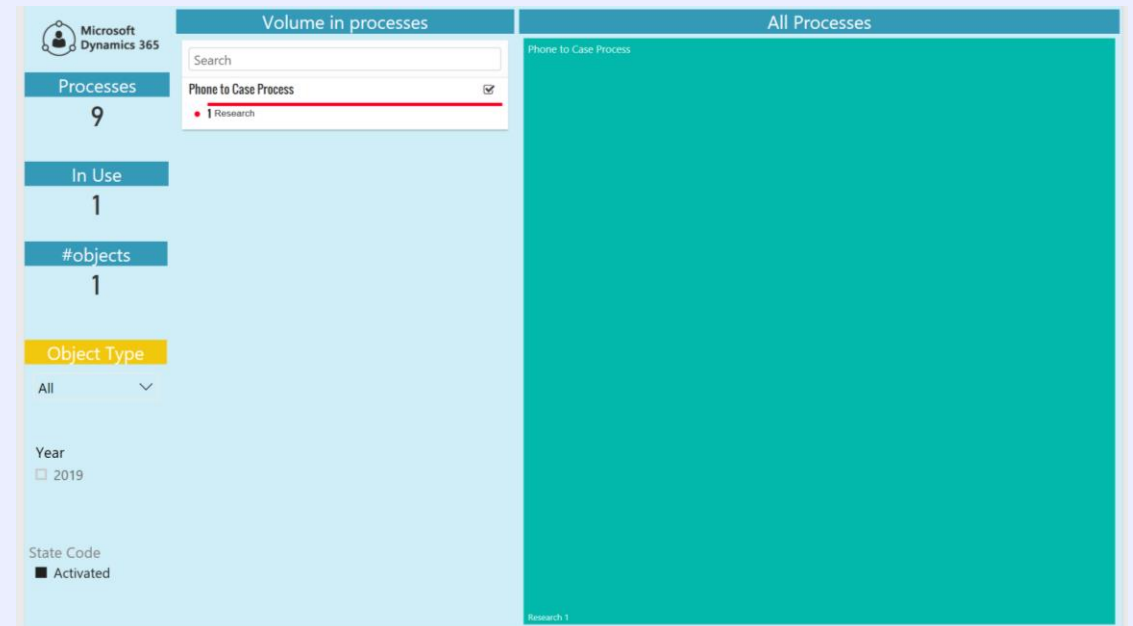 Microsoft
Dynamics 365
Processes
9
In Use
1
#objects
1
Object Type
All
Year
2019
State Code
Activated
Volume in processes
Search
Phone to Case Process
1 Research
All Processes
Phone to Case Process
Research 1